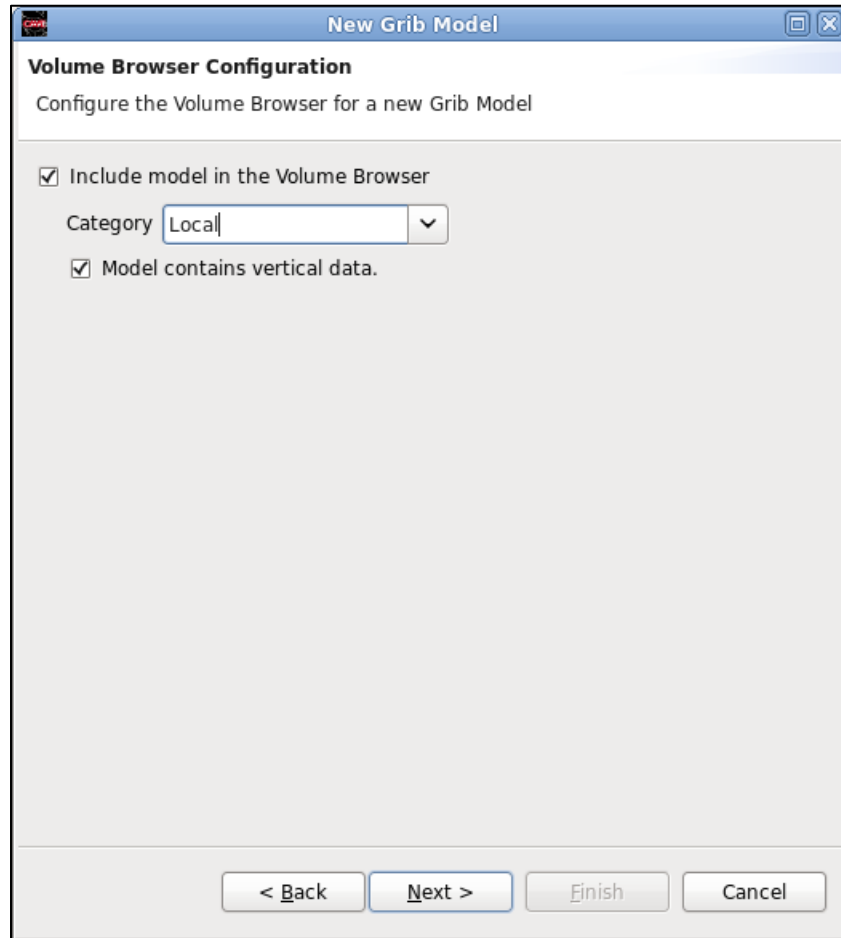 New Grib Model
Volume Browser Configuration
Configure the Volume Browser for a new Grib Model
Include model in the Volume Browser
Category Local
Model contains vertical data.
< Back Next > Finish Cancel